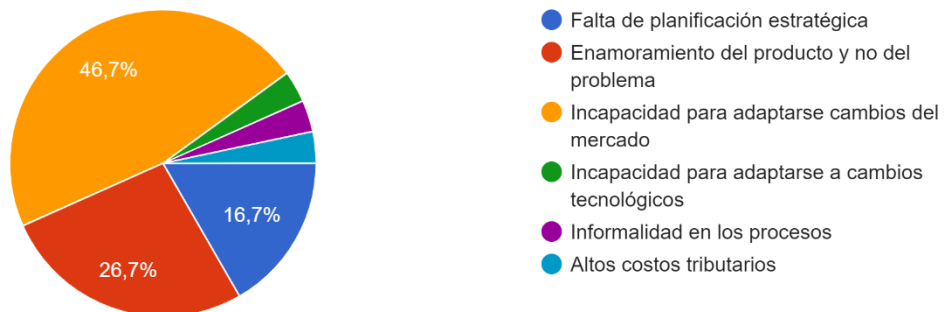 46,7%
16,7%
26,7%
Falta de planificación estratégica
Enamoramiento del producto y no del
problema
Incapacidad para adaptarse cambios del
mercado
Incapacidad para adaptarse a cambios
tecnológicos
Informalidad en los procesos
Altos costos tributarios